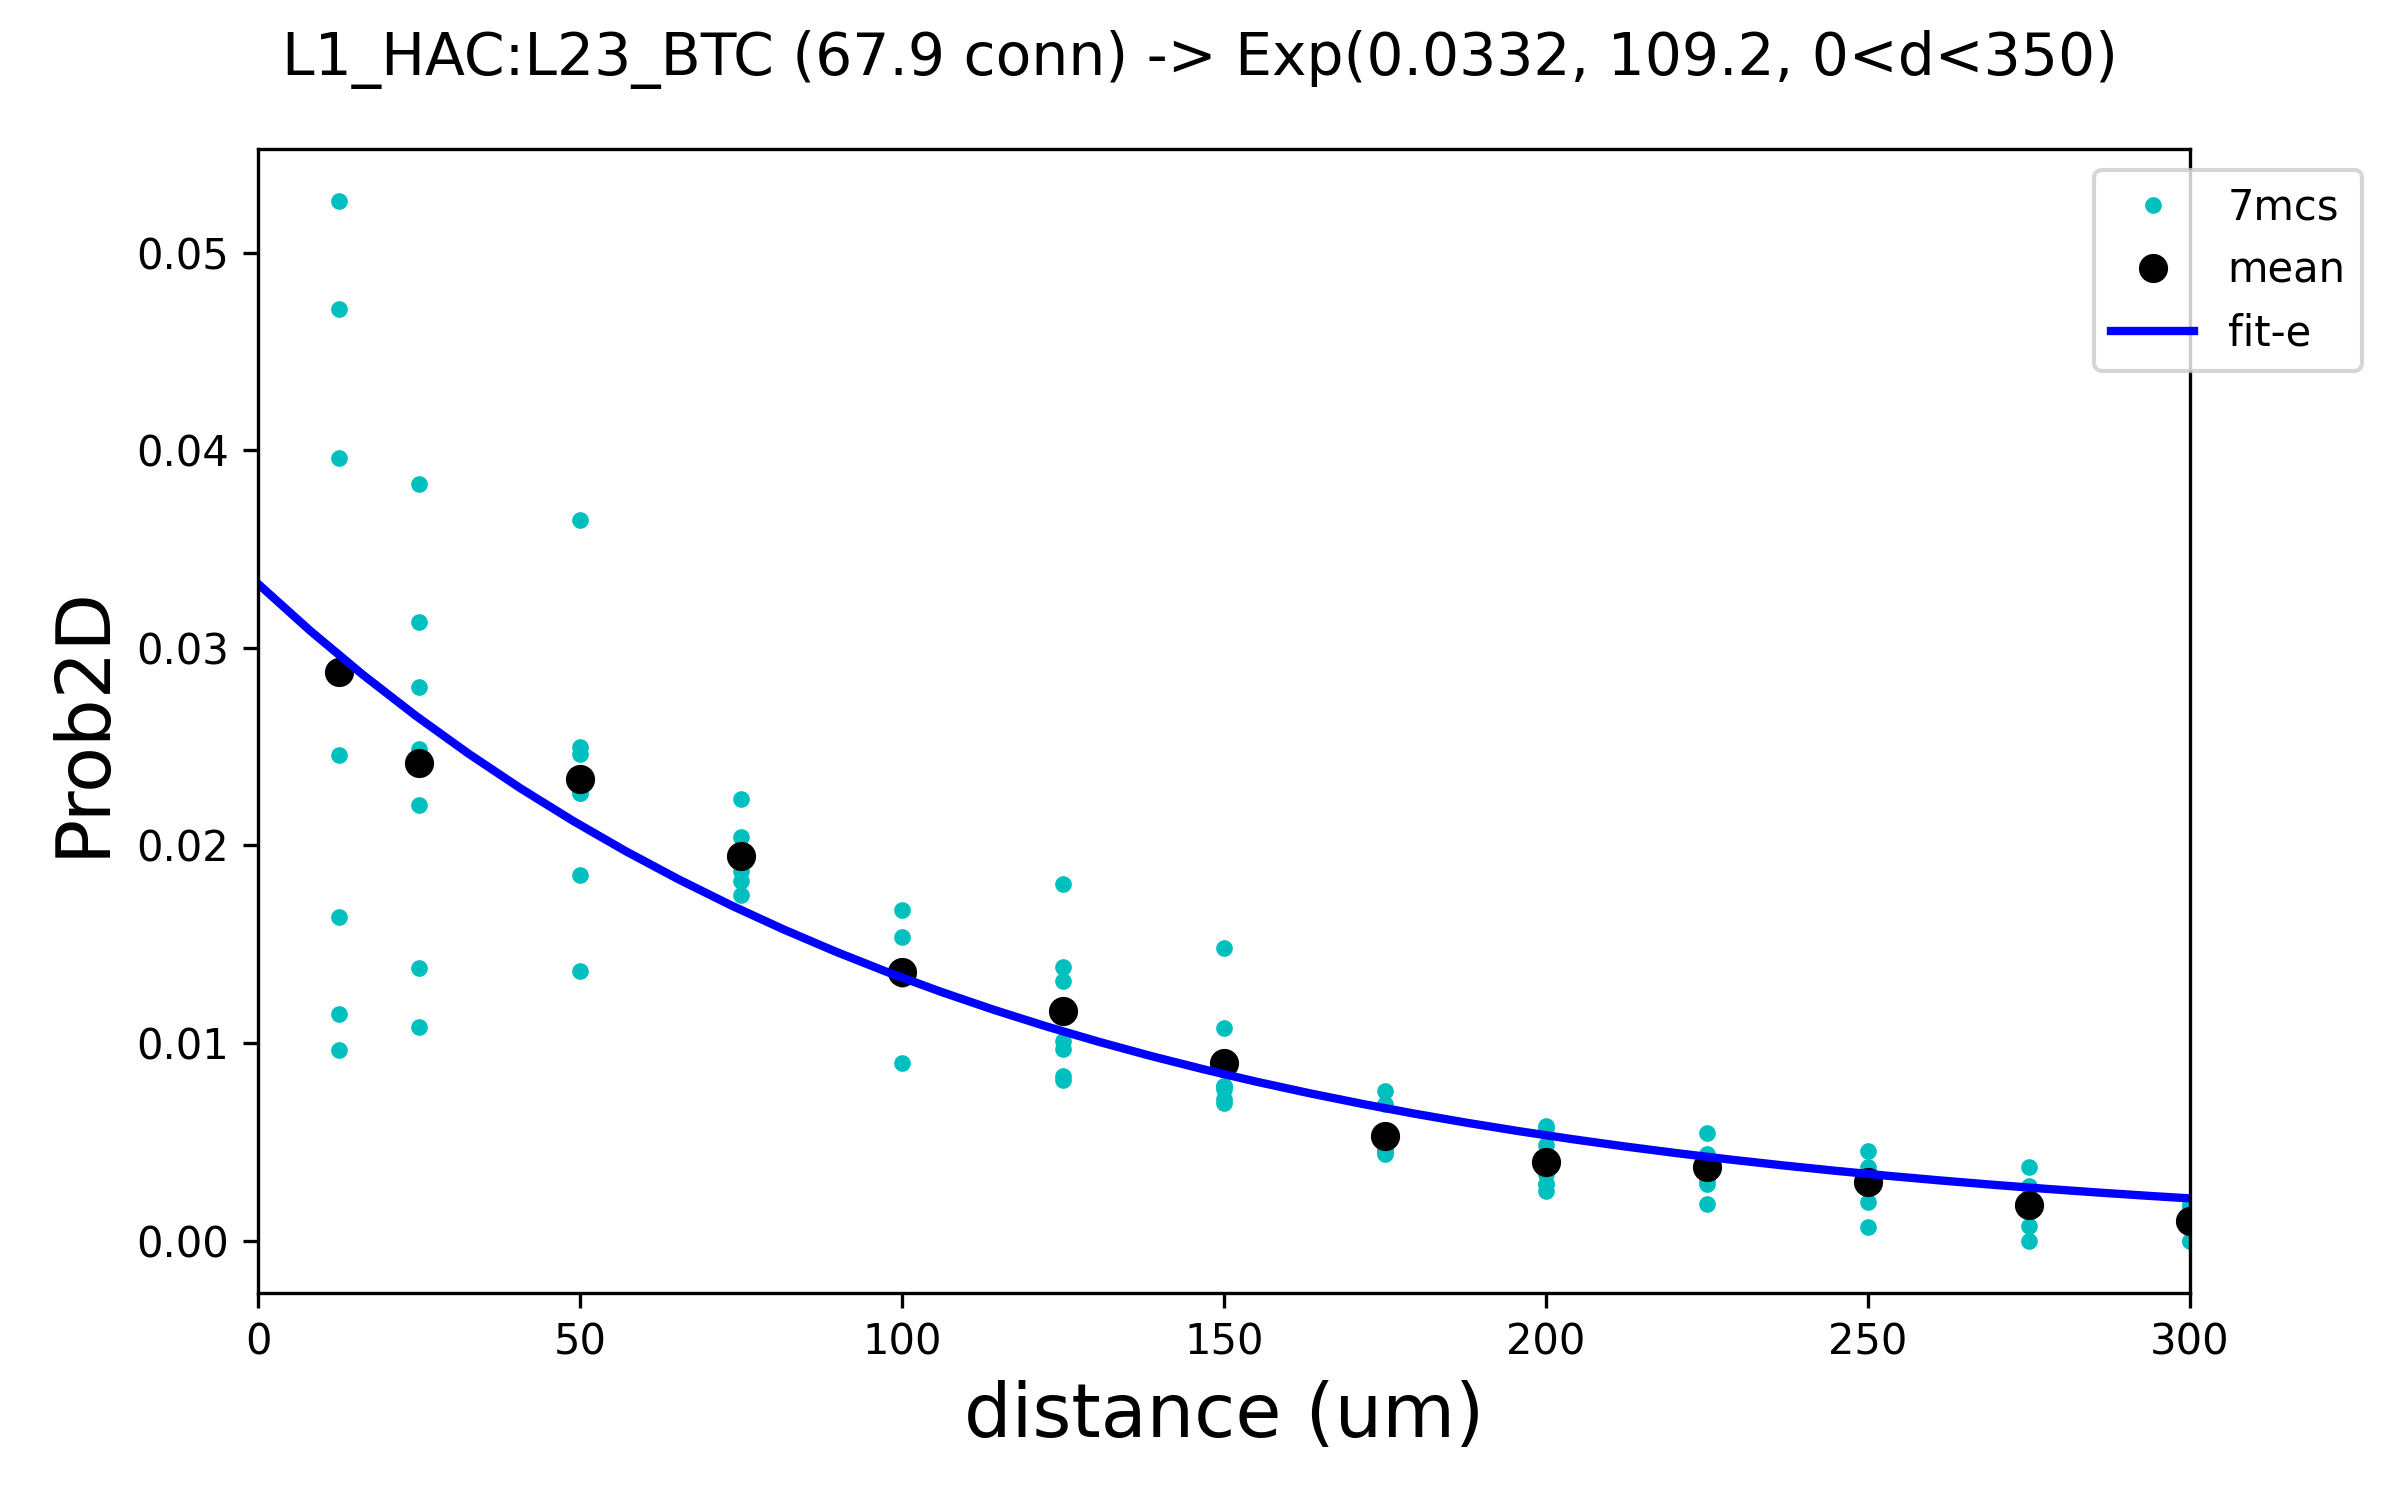 L1_HAC:L23_BTC (67.9 conn) -> Exp(0.0332, 109.2, 0<d<350)
7mcs
mean
fit-e
Prob2D
0.05
0.04
0.03
0.02
0.01
0.00
0 50 100 150 200 250 300
distance (um)